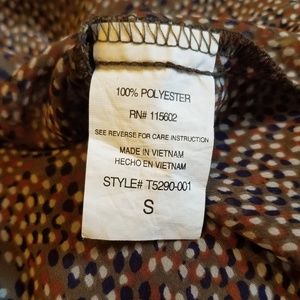 100% POLYESTER
RN# 115602
SEE REVERSE FOR CARE INSTRUCTION
MADE IN VIETNAM
HECHO EN VIETNAM
STYLE# T5290-001
S